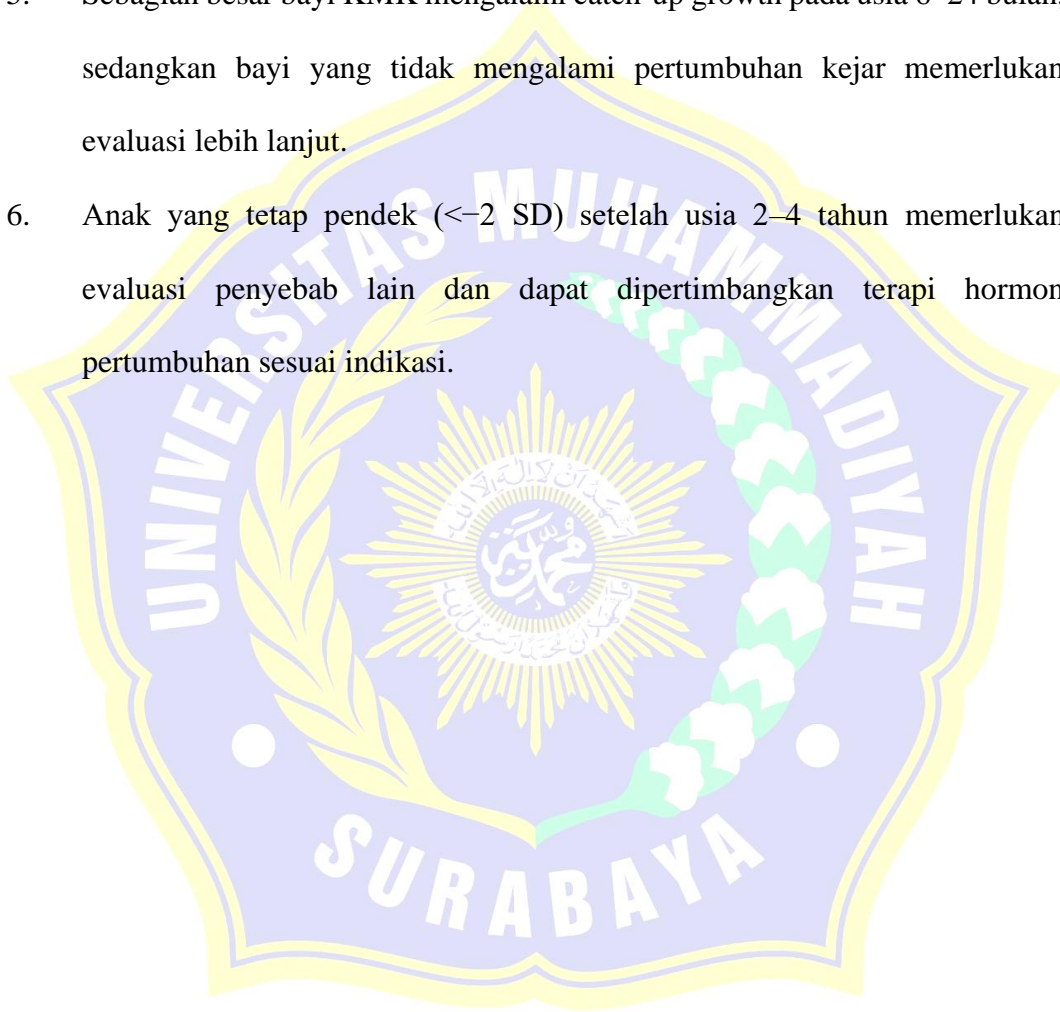 5. Sebagian besar bayi KMK mengalami catch-up growth pada usia 6–24 bulan,
sedangkan bayi yang tidak mengalami pertumbuhan kejar memerlukan
evaluasi lebih lanjut.
6. Anak yang tetap pendek (<−2 SD) setelah usia 2–4 tahun memerlukan
evaluasi penyebab lain dan dapat dipertimbangkan terapi hormon
pertumbuhan sesuai indikasi.
UNIVERSITAS MUHAMMADIYAH
SURABAYA